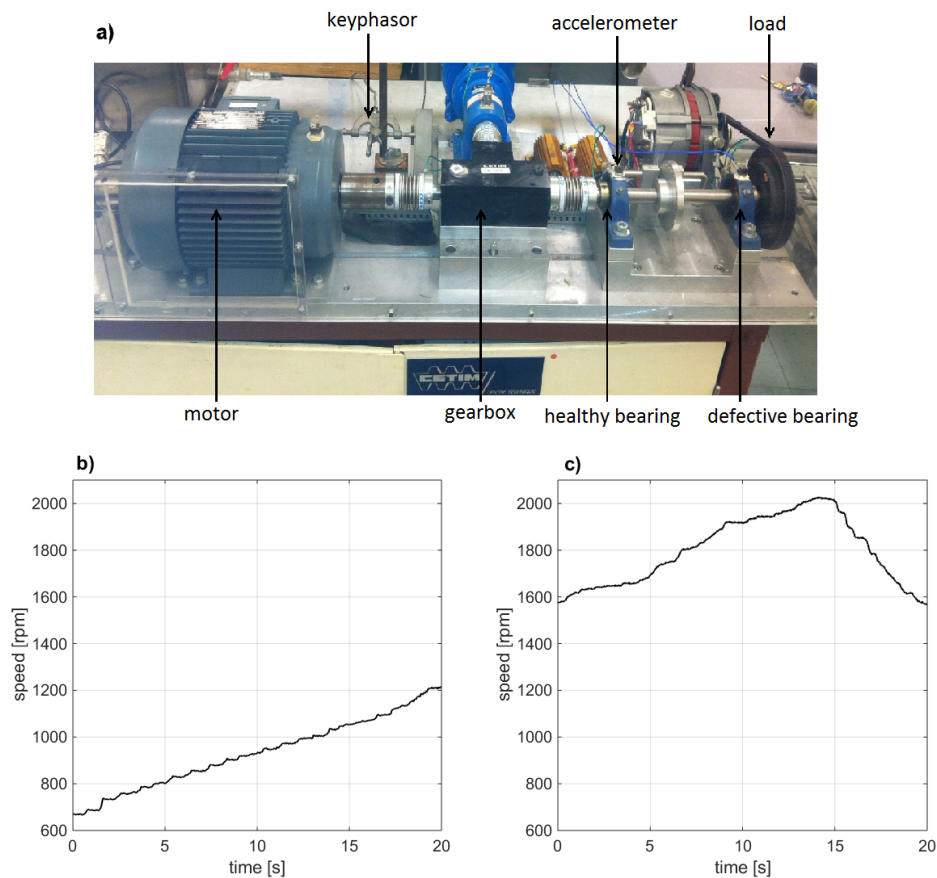 a)
keyphasor
accelerometer
load
CETIM
motor
gearbox
healthy bearing
defective bearing
b)
c)
2000
1800
1600
1400
1200
1000
800
600
speed [rpm]
0
5
10
15
20
time [s]
2000
1800
1600
1400
1200
1000
800
600
speed [rpm]
0
5
10
15
20
time [s]